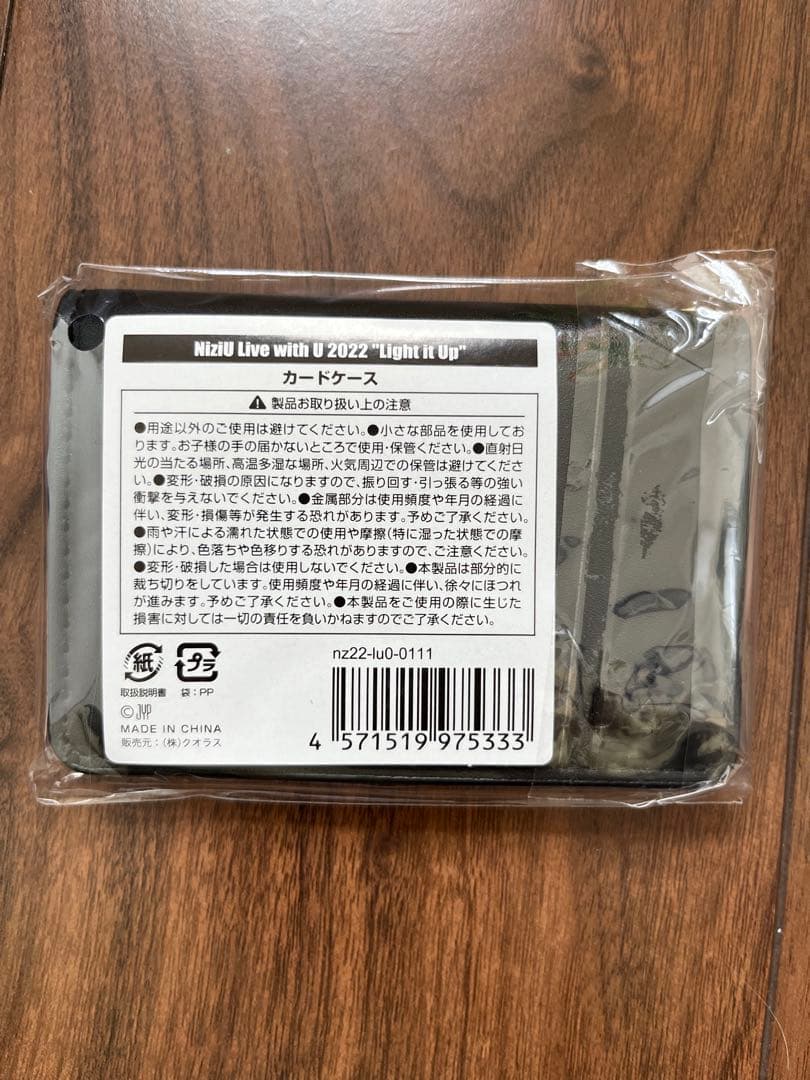 NiziU Live with U 2022 "Light it Up"
カードケース
⚠ 製品お取り扱い上の注意
●用途以外のご使用は避けてください。●小さな部品を使用してお
ります。お子様の手の届かないところで使用・保管ください。●直射日
光の当たる場所、高温多湿な場所、火気周辺での保管は避けてくださ
い。●変形・破損の原因になりますので、振り回す・引っ張る等の強い
衝撃を与えないでください。●金属部分は使用頻度や年月の経過に
伴い、変形・損傷等が発生する恐れがあります。予めご了承ください。
●雨や汗による濡れた状態での使用や摩擦(特に湿った状態での摩
擦)により、色落ちや色移りする恐れがありますので、ご注意ください。
●変形・破損した場合は使用しないでください。●本製品は部分的に
裁ち切りをしています。使用頻度や年月の経過に伴い、徐々にほつれ
が進みます。予めご了承ください。●本製品をご使用の際に生じた
損害に対しては一切の責任を負いかねますのでご了承ください。
紙 プラ
取扱説明書 袋:PP
nz22-lu0-0111
©JYP
MADE IN CHINA
販売元:(株)クオラス
4 571519 975333